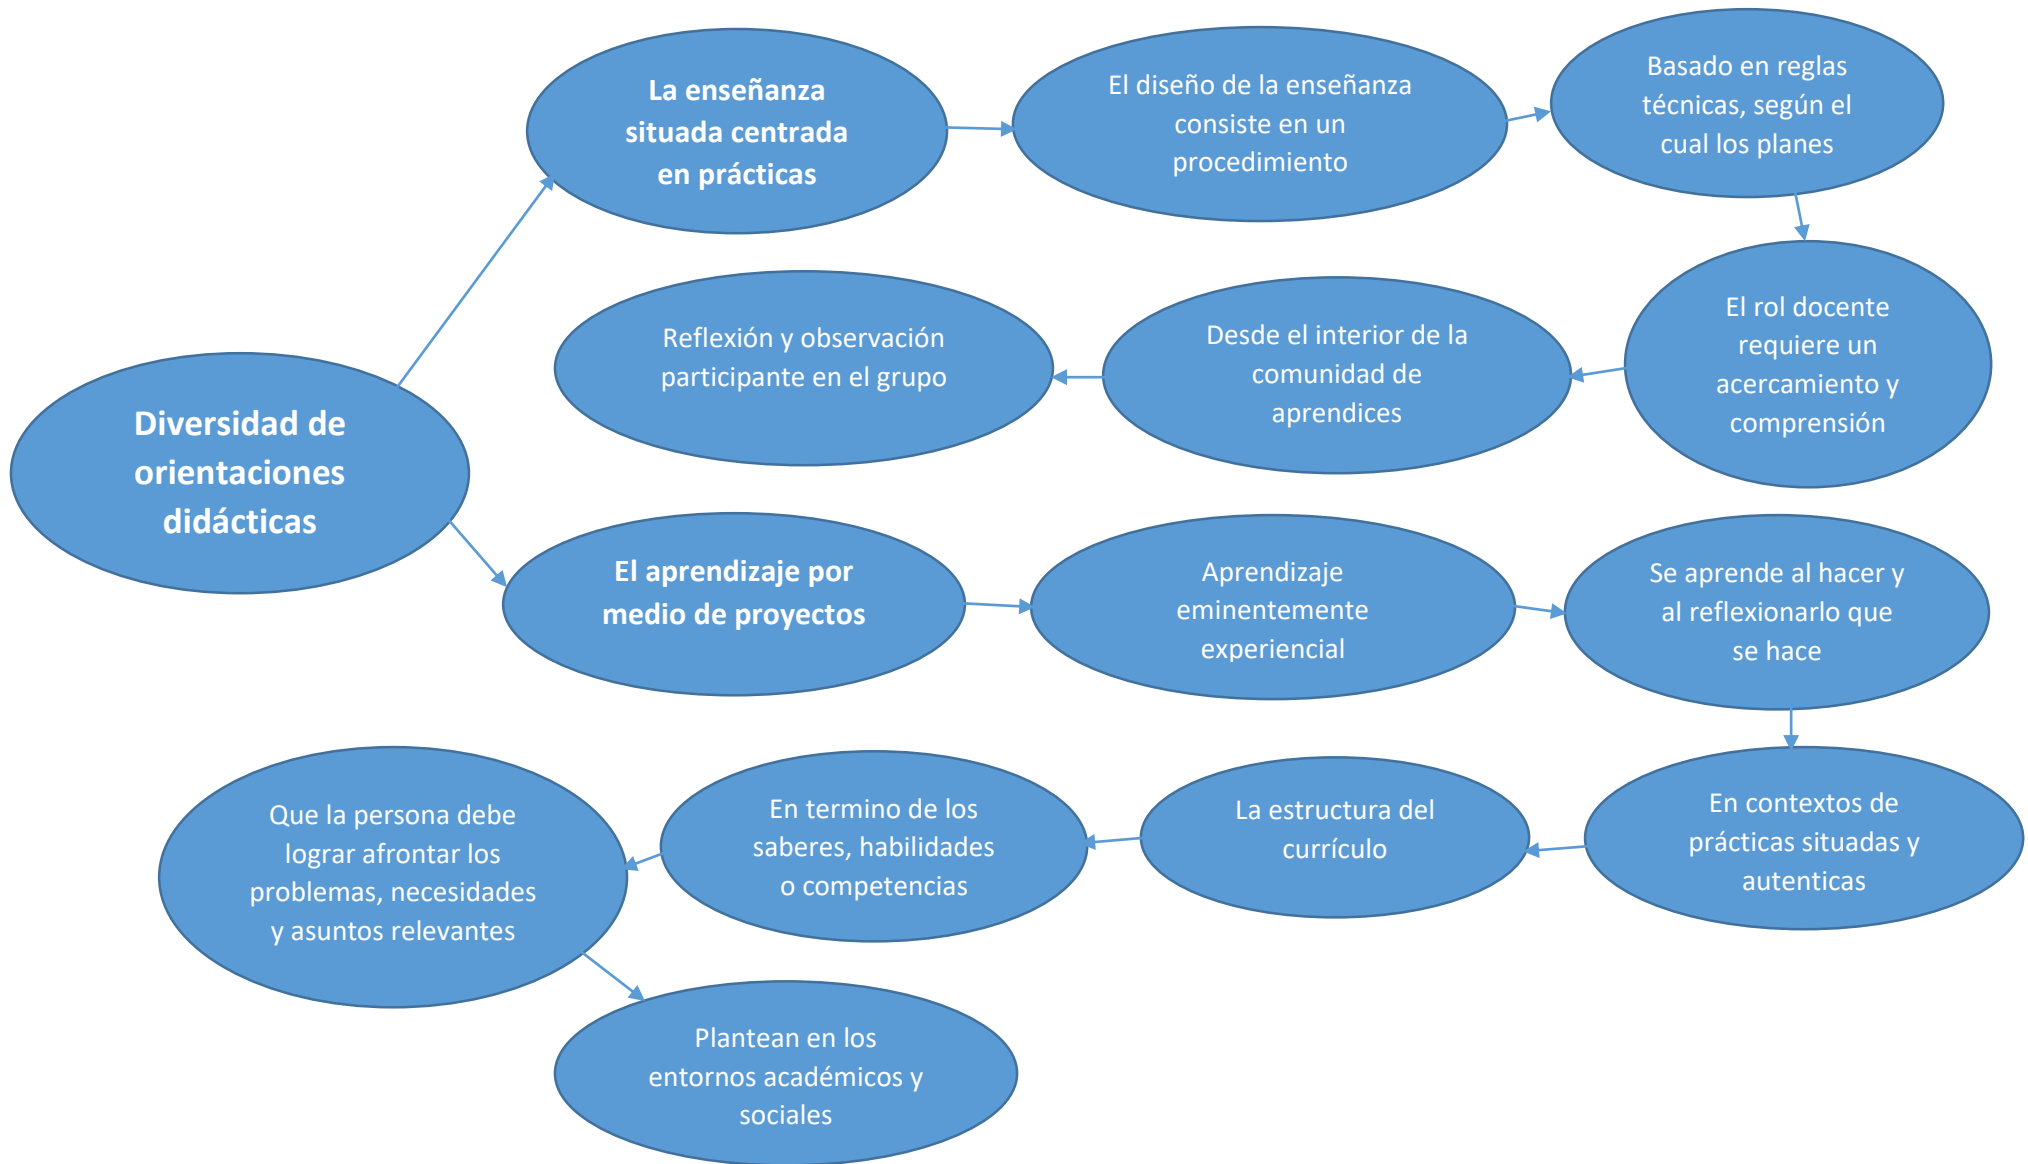 Diversidad de
orientaciones
didácticas
La enseñanza
situada centrada
en prácticas
El diseño de la enseñanza
consiste en un
procedimiento
Basado en reglas
técnicas, según el
cual los planes
El rol docente
requiere un
acercamiento y
comprensión
Desde el interior de la
comunidad de
aprendices
Reflexión y observación
participante en el grupo
El aprendizaje por
medio de proyectos
Aprendizaje
eminentemente
experiencial
Se aprende al hacer y
al reflexionarlo que
se hace
En contextos de
prácticas situadas y
autenticas
La estructura del
currículo
En termino de los
saberes, habilidades
o competencias
Que la persona debe
lograr afrontar los
problemas, necesidades
y asuntos relevantes
Plantean en los
entornos académicos y
sociales